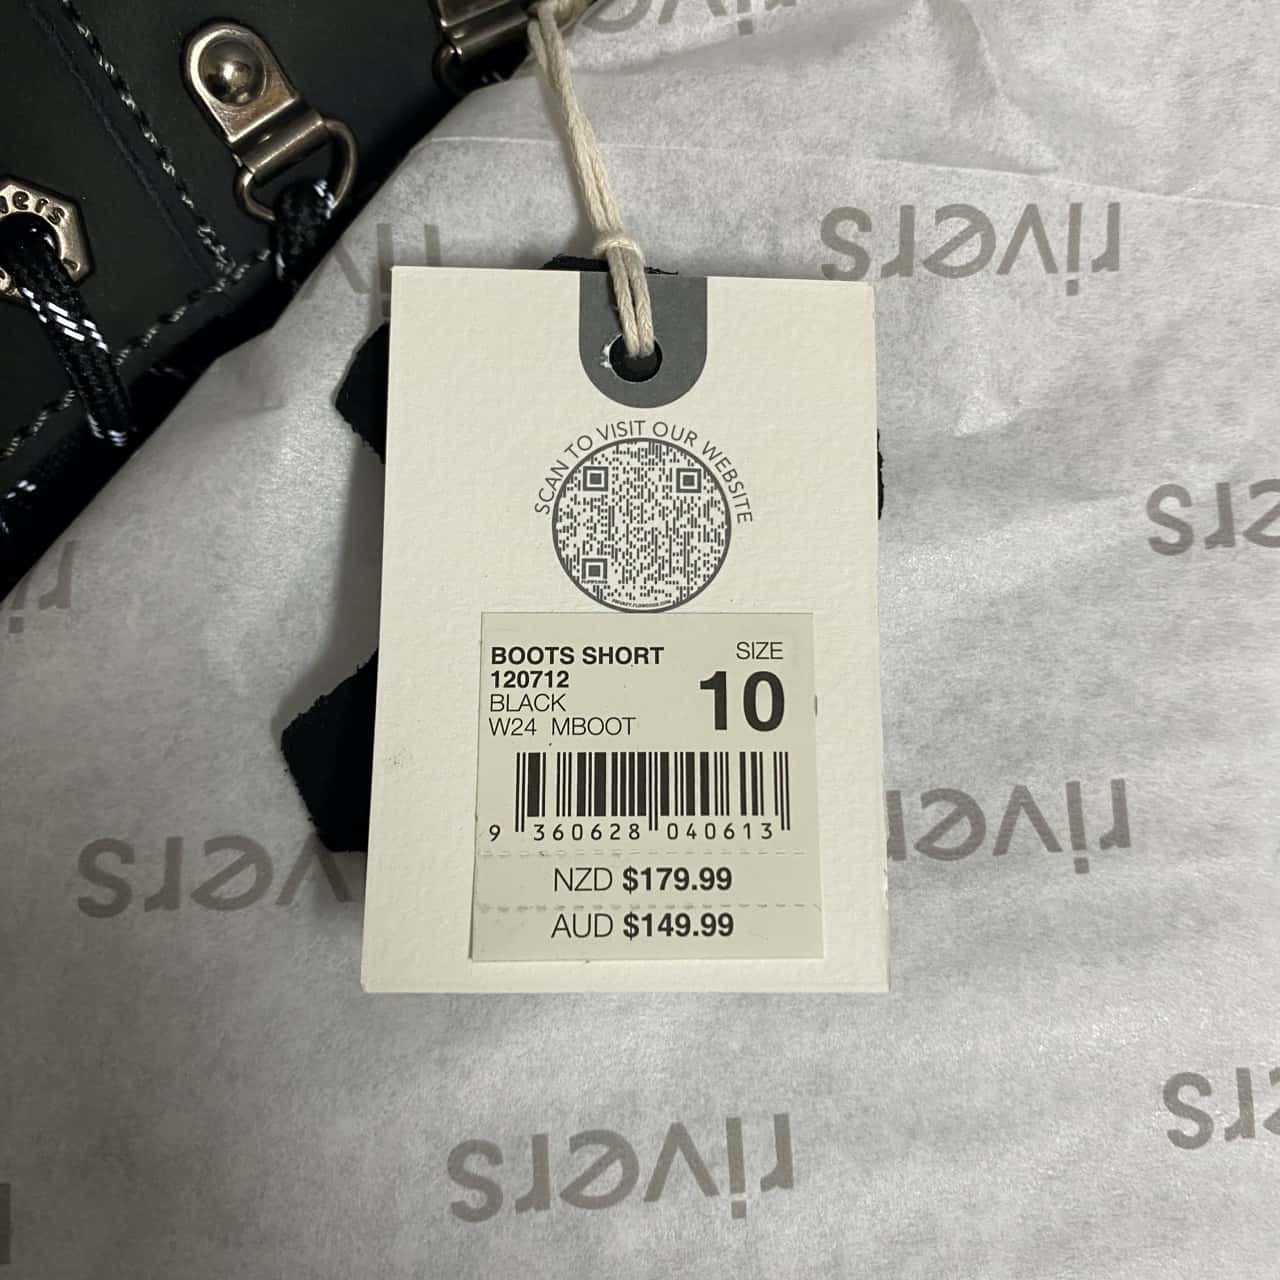 vers
rivers
SCAN TO VISIT OUR WEBSITE
rivers
BOOTS SHORT
120712
BLACK
W24 MBOOT
SIZE
10
9 360628 040613
rivers
rivers
NZD $179.99
AUD $149.99
rivers